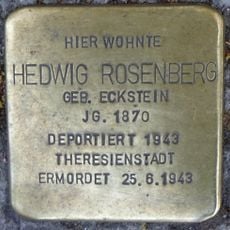 HIER WOHNTE
HEDWIG ROSENBERG
GEB. ECKSTEIN
JG. 1870
DEPORTIERT 1943
THERESIENSTADT
ERMORDET 25.6.1943